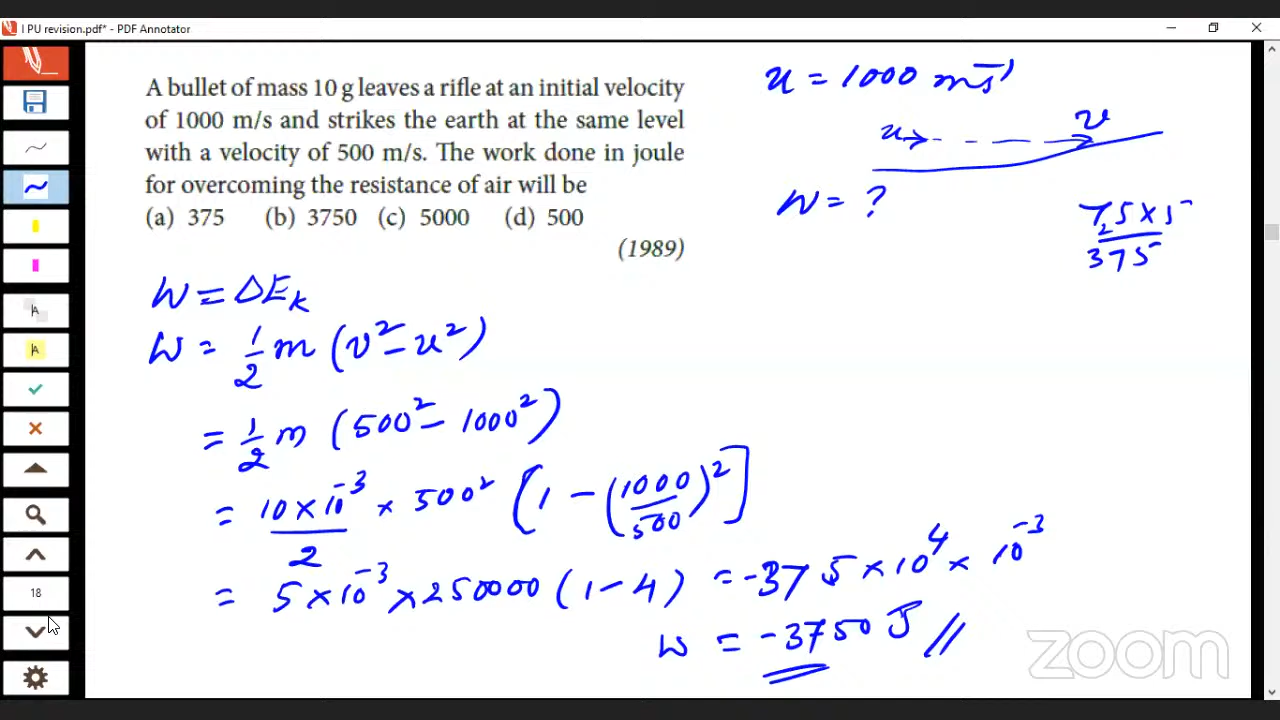 I PU revision.pdf* - PDF Annotator
A bullet of mass 10 g leaves a rifle at an initial velocity
of 1000 m/s and strikes the earth at the same level
with a velocity of 500 m/s. The work done in joule
for overcoming the resistance of air will be
(a) 375 (b) 3750 (c) 5000 (d) 500
(1989)
u = 1000 ms⁻¹
u v
W = ?
75 × 5
2
375
W = ΔEₖ
W = 1/2 m (v² – u²)
= 1/2 m (500² – 1000²)
= 10 × 10⁻³/2 × 500² [1 – (1000/500)²]
= 5 × 10⁻³ × 250000 (1 – 4) = -375 × 10⁴ × 10⁻³
W = -3750 J //
18
zoom